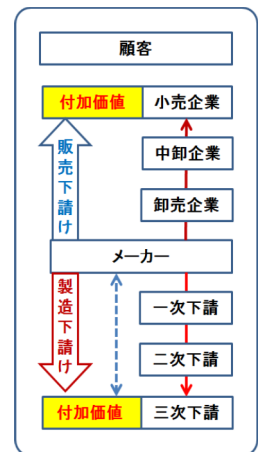 顧客
付加価値 小売企業
中卸企業
販売下請け
卸売企業
メーカー
製造下請け
一次下請
二次下請
付加価値 三次下請